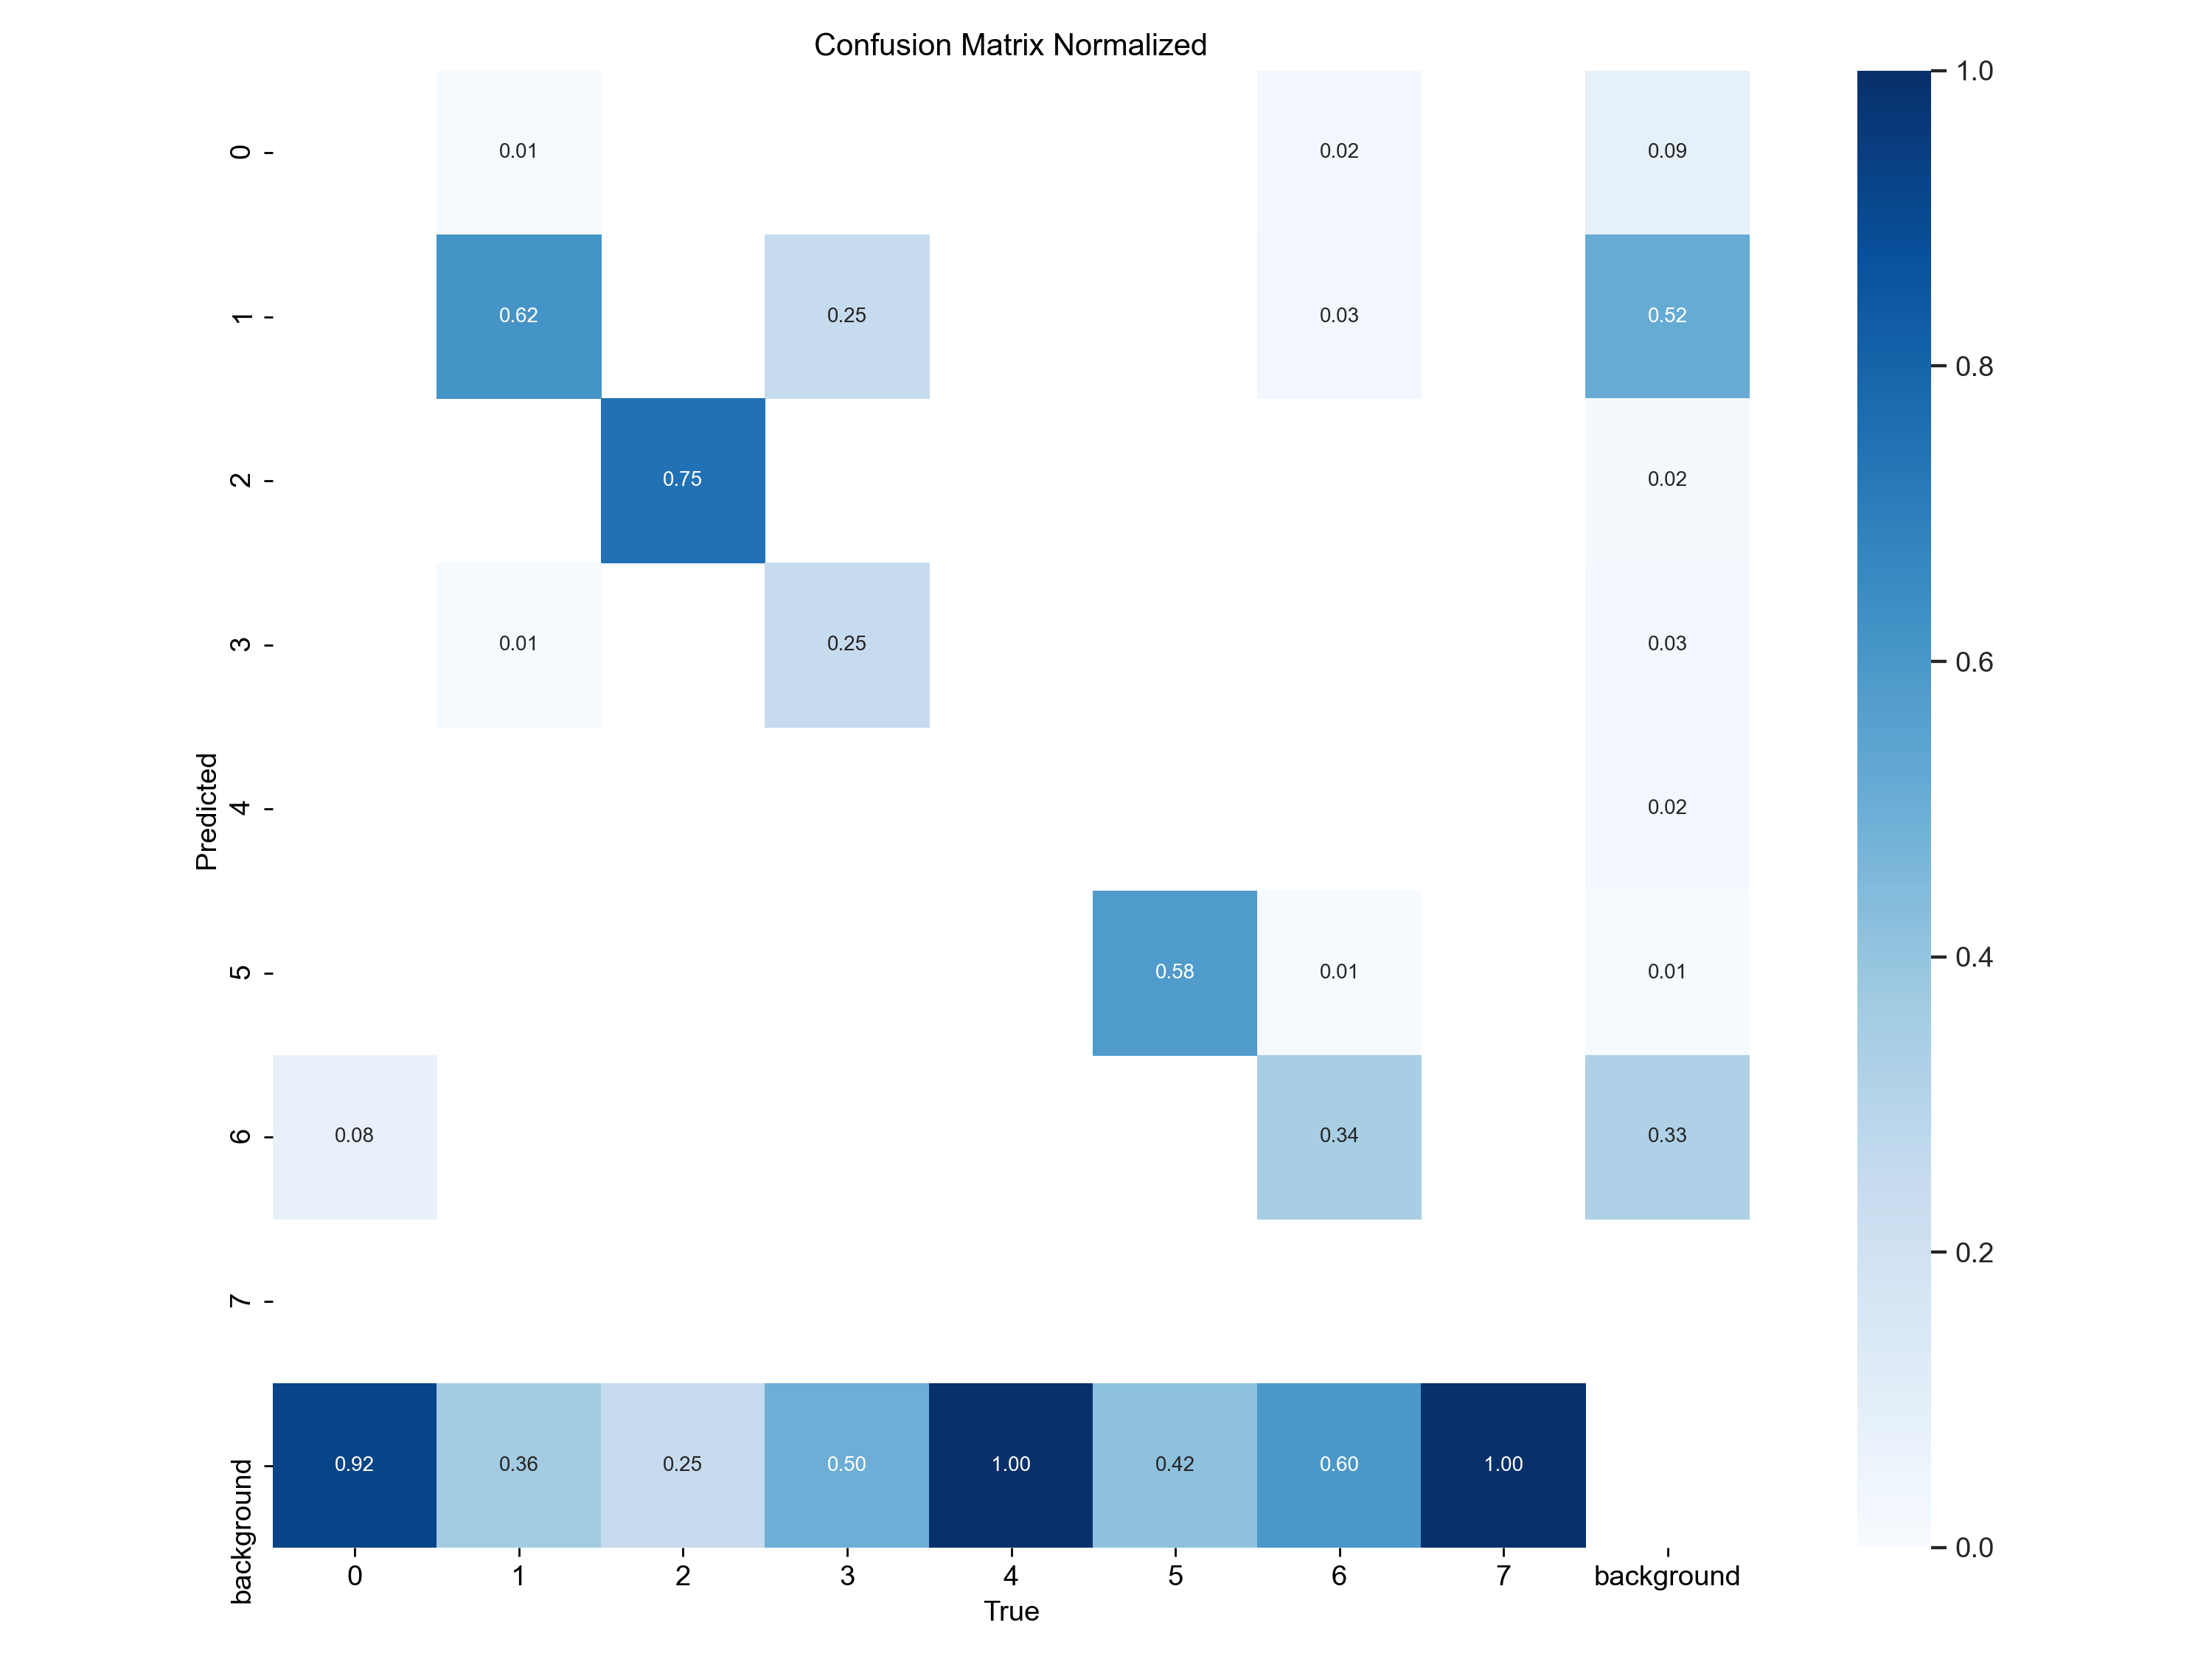 Confusion Matrix Normalized
0 0.01 0.02 0.09
1 0.62 0.25 0.03 0.52
2 0.75 0.02
3 0.01 0.25 0.03
4 0.02
5 0.58 0.01 0.01
6 0.08 0.34 0.33
7
background 0.92 0.36 0.25 0.50 1.00 0.42 0.60 1.00
0 1 2 3 4 5 6 7 background
True
Predicted
1.0
0.8
0.6
0.4
0.2
0.0